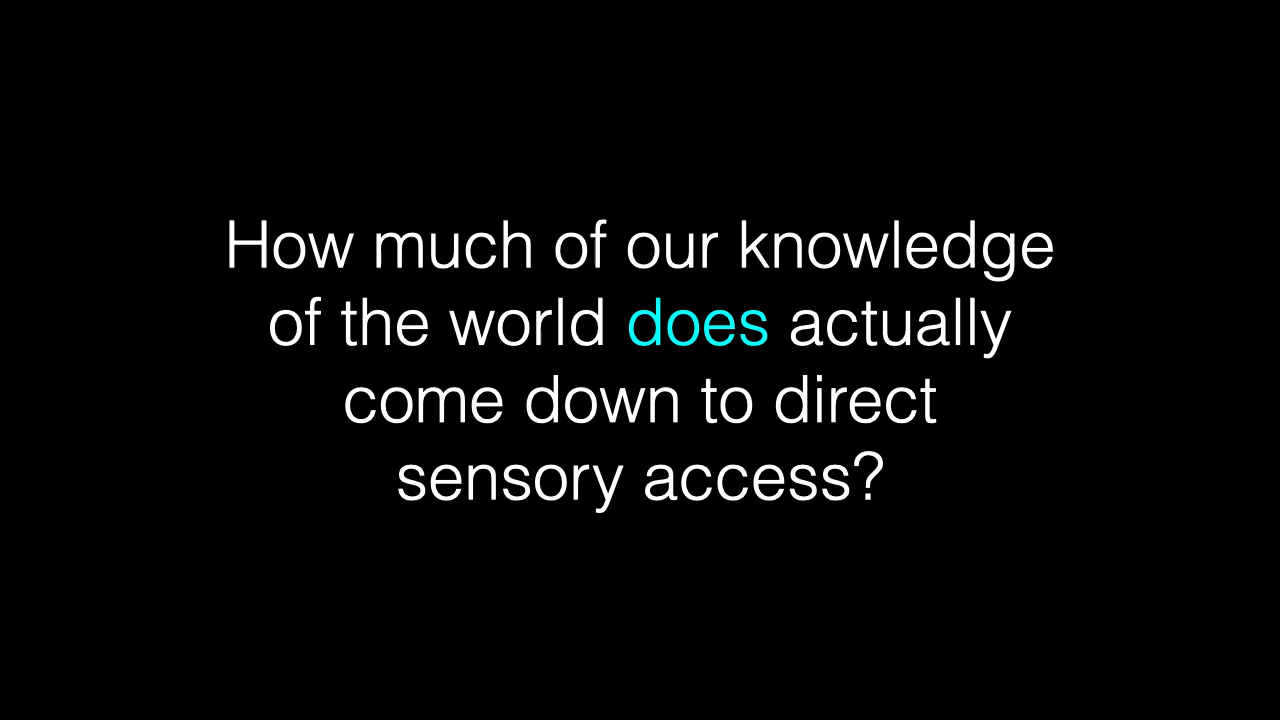 How much of our knowledge
of the world does actually
come down to direct
sensory access?